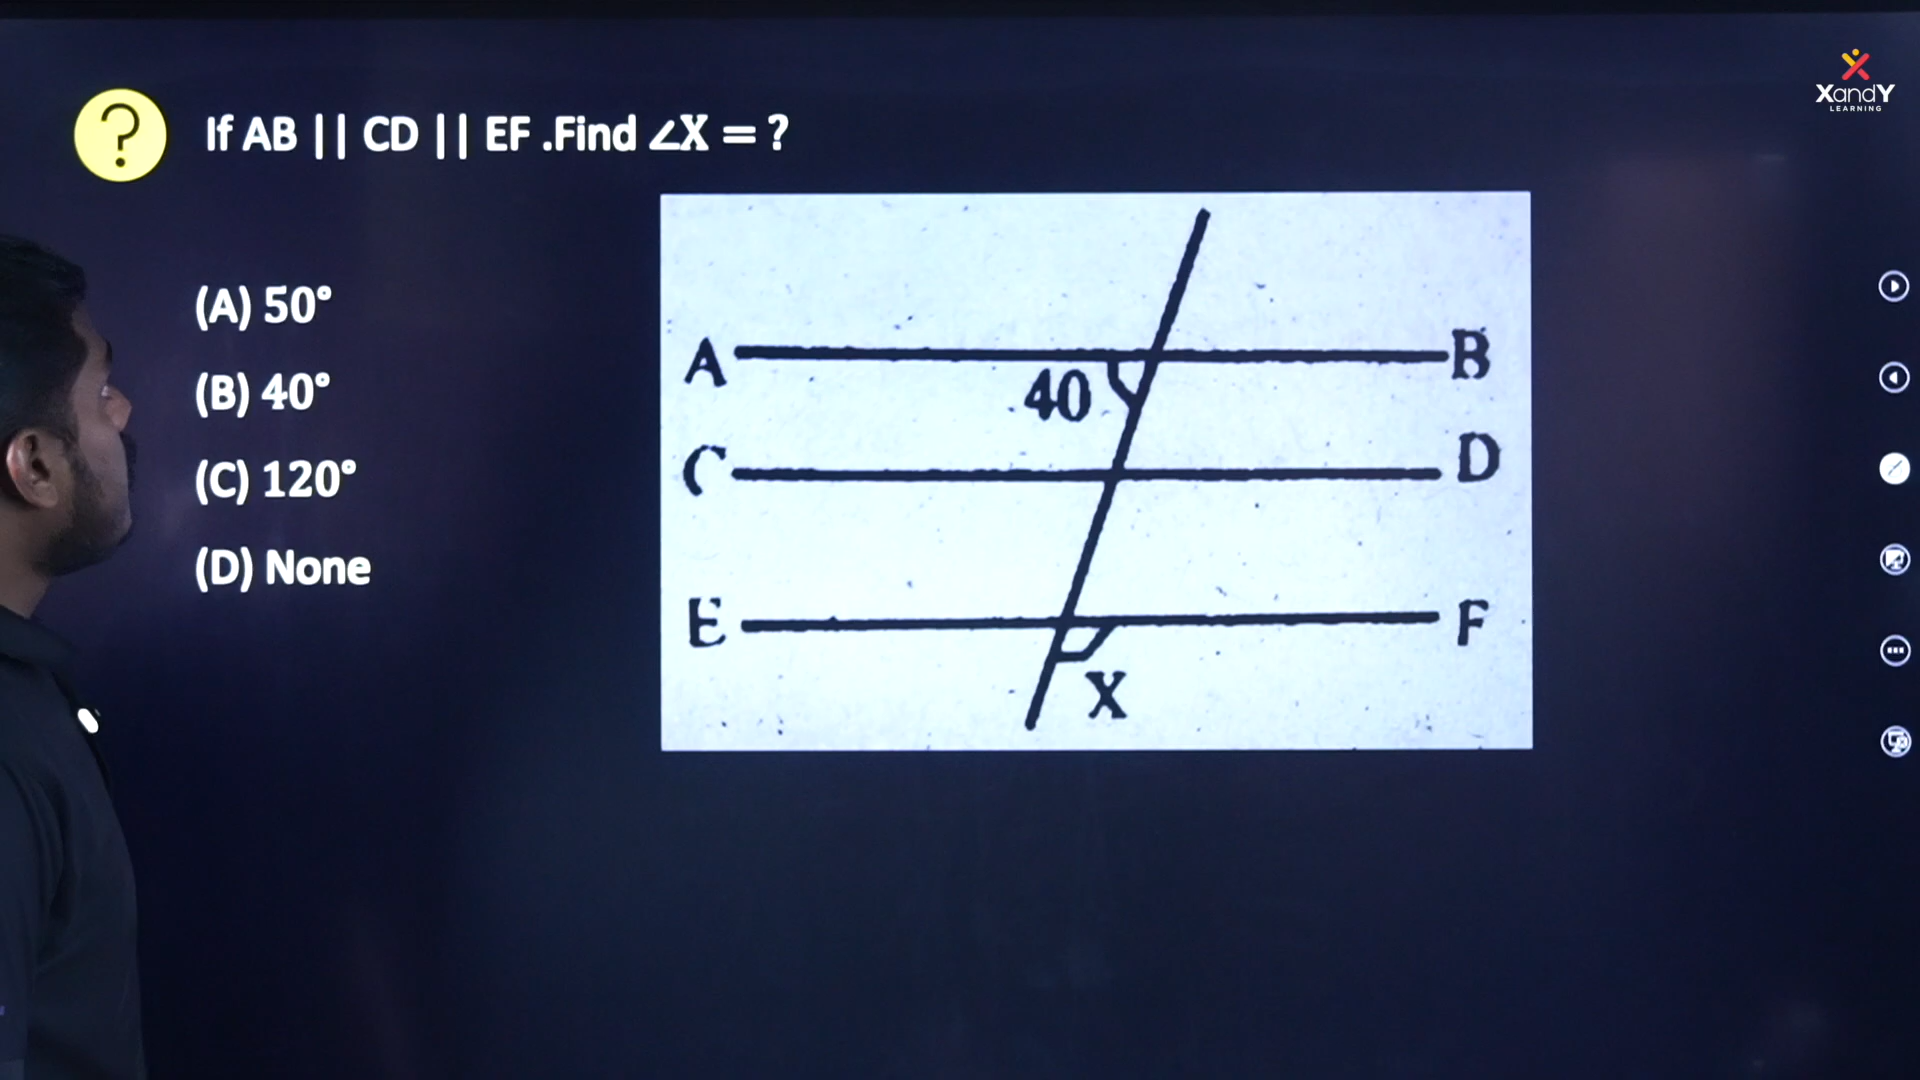 XandY
LEARNING
?
If AB || CD || EF .Find ∠X = ?
(A) 50°
(B) 40°
(C) 120°
(D) None
A
B
40
C
D
E
F
X